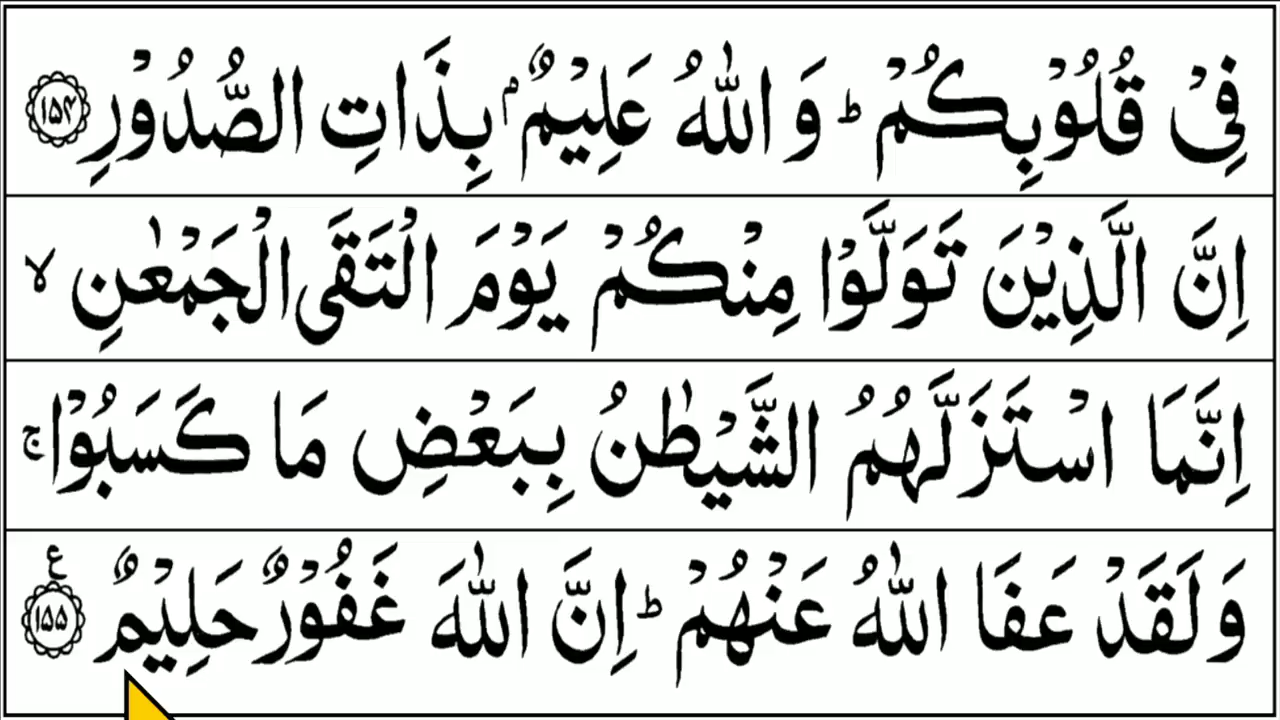 فِیْ قُلُوْبِكُمْ ؕ وَ اللّٰهُ عَلِیْمٌۢ بِذَاتِ الصُّدُوْرِ ۝۱۵۴
اِنَّ الَّذِیْنَ تَوَلَّوْا مِنْكُمْ یَوْمَ الْتَقَی الْجَمْعٰنِ ۙ
اِنَّمَا اسْتَزَلَّهُمُ الشَّیْطٰنُ بِبَعْضِ مَا كَسَبُوْا ۚ
وَ لَقَدْ عَفَا اللّٰهُ عَنْهُمْ ؕ اِنَّ اللّٰهَ غَفُوْرٌ حَلِیْمٌ ۝۱۵۵ ع